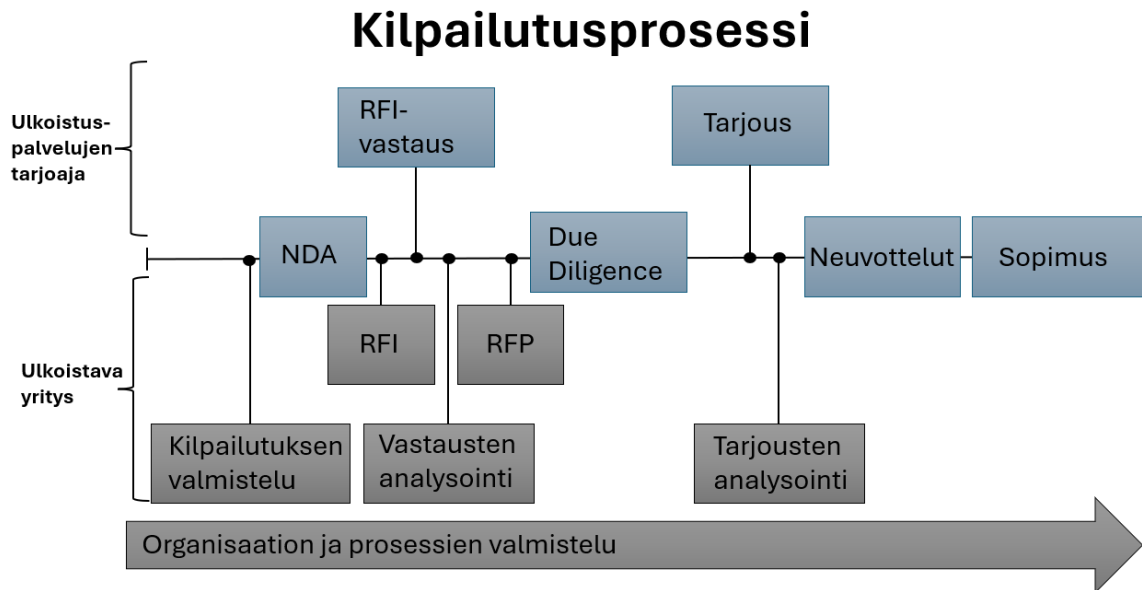 Kilpailutusprosessi
Ulkoistus-
palvelujen
tarjoaja
RFI-
vastaus
Tarjous
NDA
Due
Diligence
Neuvottelut
Sopimus
Ulkoistava
yritys
RFI
RFP
Kilpailutuksen
valmistelu
Vastausten
analysointi
Tarjousten
analysointi
Organisaation ja prosessien valmistelu